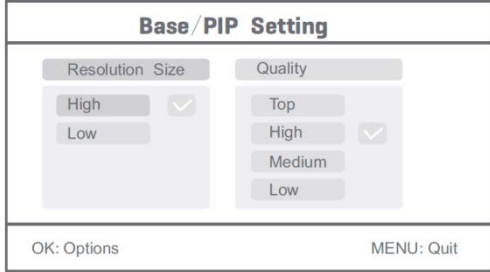 Base/PIP Setting
Resolution Size
High
Low
Quality
Top
High
Medium
Low
OK: Options
MENU: Quit